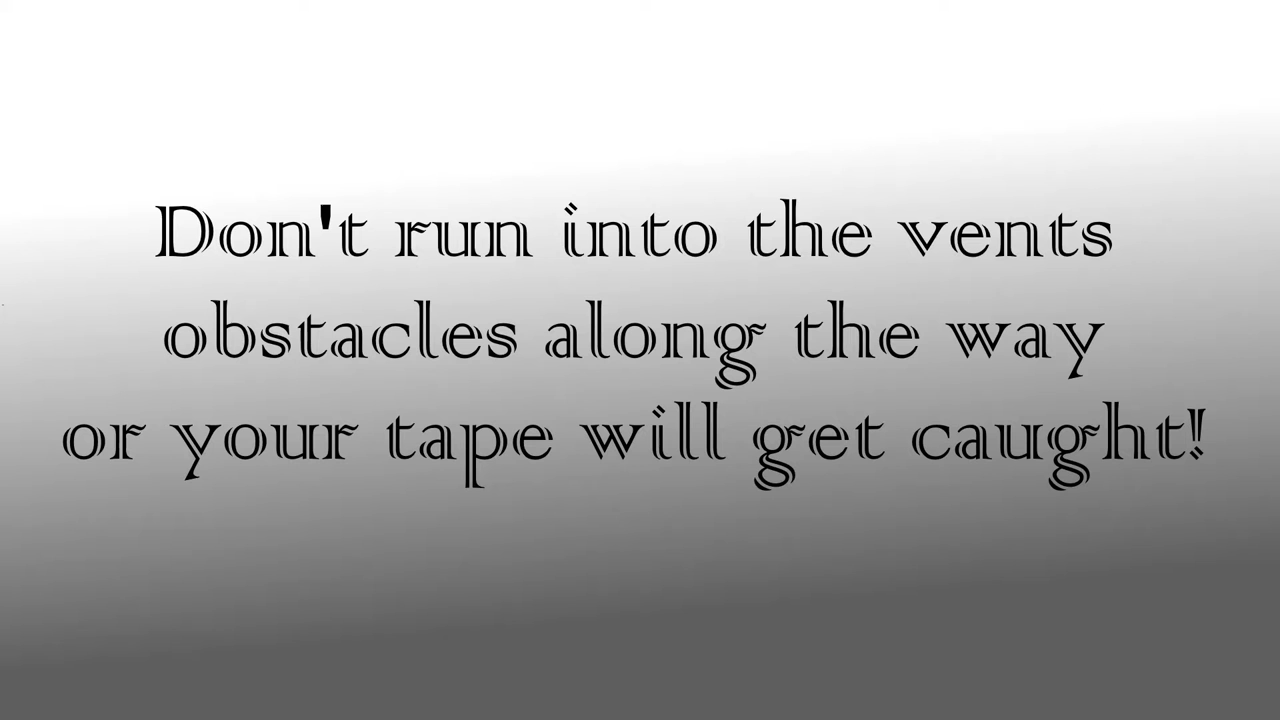 Don't run into the vents
obstacles along the way
or your tape will get caught!